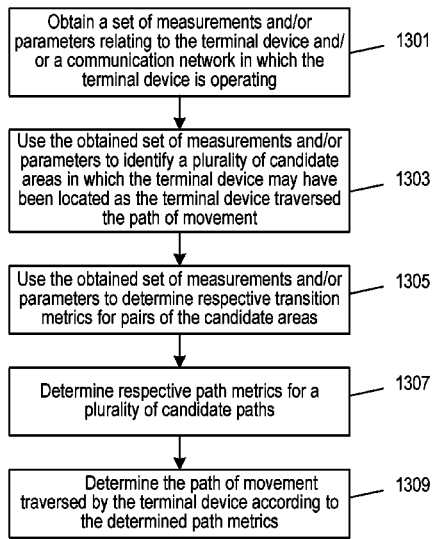 Obtain a set of measurements and/or
parameters relating to the terminal device and/
or a communication network in which the
terminal device is operating
1301
Use the obtained set of measurements and/or
parameters to identify a plurality of candidate
areas in which the terminal device may have
been located as the terminal device traversed
the path of movement
1303
Use the obtained set of measurements and/or
parameters to determine respective transition
metrics for pairs of the candidate areas
1305
Determine respective path metrics for a
plurality of candidate paths
1307
Determine the path of movement
traversed by the terminal device according to
the determined path metrics
1309